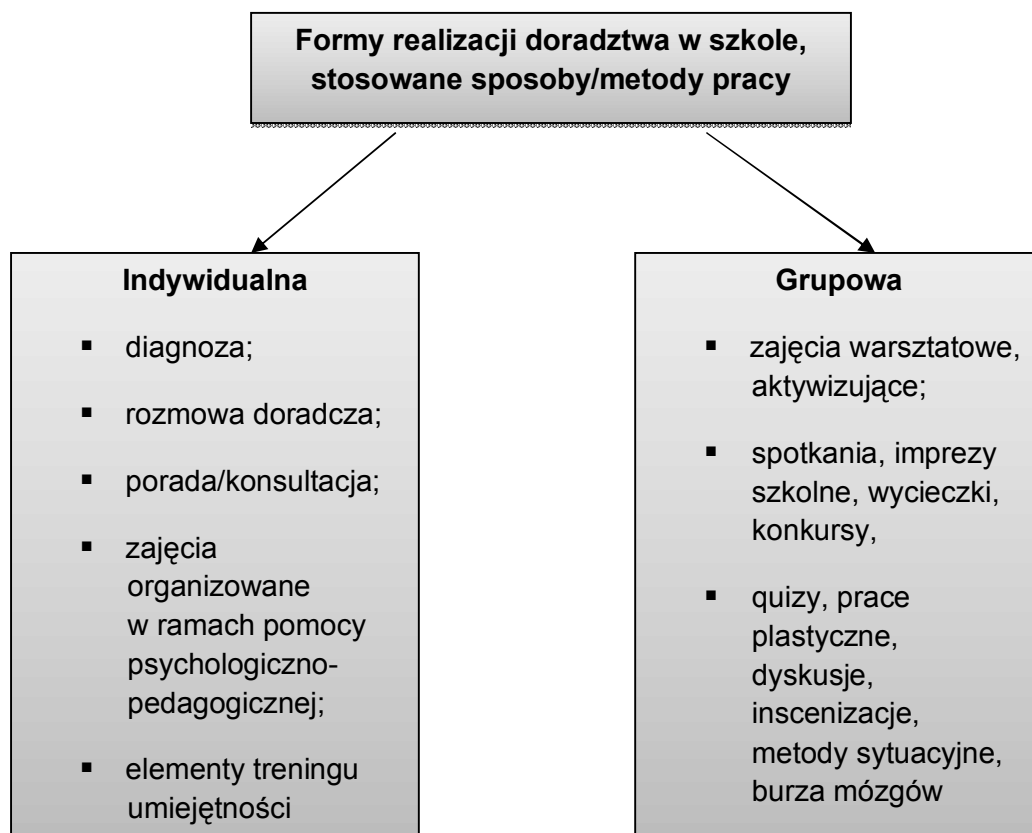 Formy realizacji doradztwa w szkole,
stosowane sposoby/metody pracy
Indywidualna
▪ diagnoza;
▪ rozmowa doradcza;
▪ porada/konsultacja;
▪ zajęcia
organizowane
w ramach pomocy
psychologiczno-
pedagogicznej;
▪ elementy treningu
umiejętności
Grupowa
▪ zajęcia warsztatowe,
aktywizujące;
▪ spotkania, imprezy
szkolne, wycieczki,
konkursy,
▪ quizy, prace
plastyczne,
dyskusje,
inscenizacje,
metody sytuacyjne,
burza mózgów